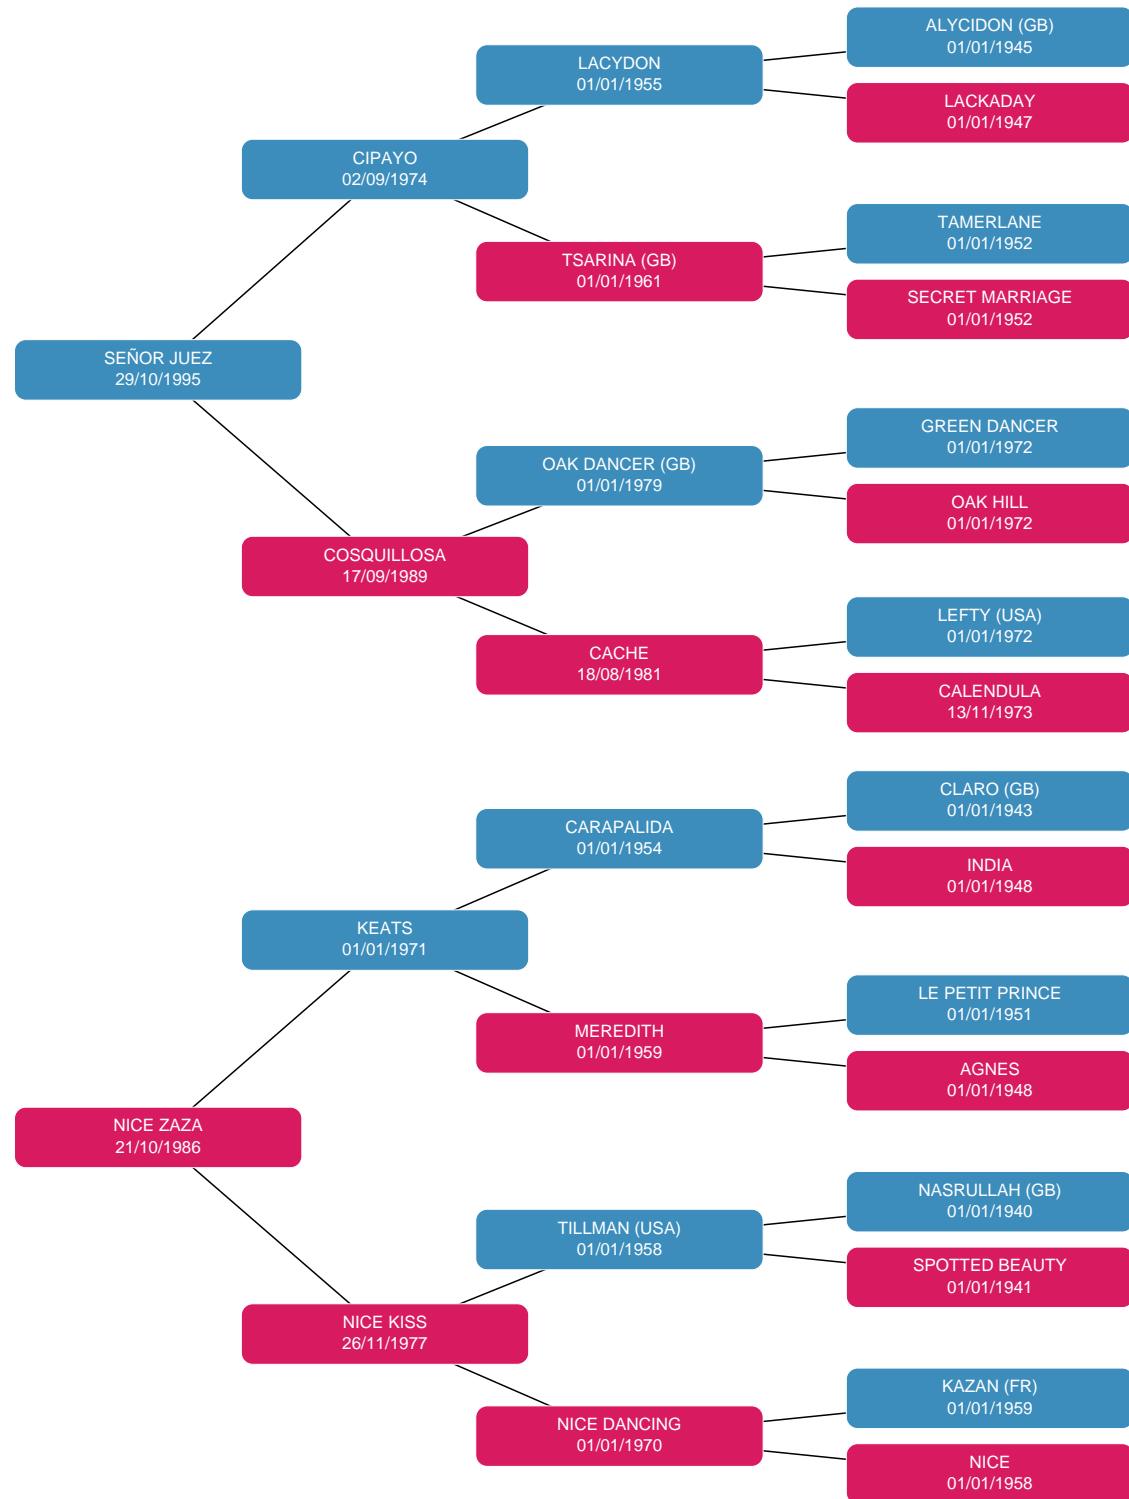 ALYCIDON (GB)
01/01/1945
LACYDON
01/01/1955
LACKADAY
01/01/1947
CIPAYO
02/09/1974
TAMERLANE
01/01/1952
TSARINA (GB)
01/01/1961
SECRET MARRIAGE
01/01/1952
SEÑOR JUEZ
29/10/1995
GREEN DANCER
01/01/1972
OAK DANCER (GB)
01/01/1979
OAK HILL
01/01/1972
COSQUILLOSA
17/09/1989
LEFTY (USA)
01/01/1972
CACHE
18/08/1981
CALENDULA
13/11/1973
CLARO (GB)
01/01/1943
CARAPALIDA
01/01/1954
INDIA
01/01/1948
KEATS
01/01/1971
LE PETIT PRINCE
01/01/1951
MEREDITH
01/01/1959
AGNES
01/01/1948
NICE ZAZA
21/10/1986
NASRULLAH (GB)
01/01/1940
TILLMAN (USA)
01/01/1958
SPOTTED BEAUTY
01/01/1941
NICE KISS
26/11/1977
KAZAN (FR)
01/01/1959
NICE DANCING
01/01/1970
NICE
01/01/1958